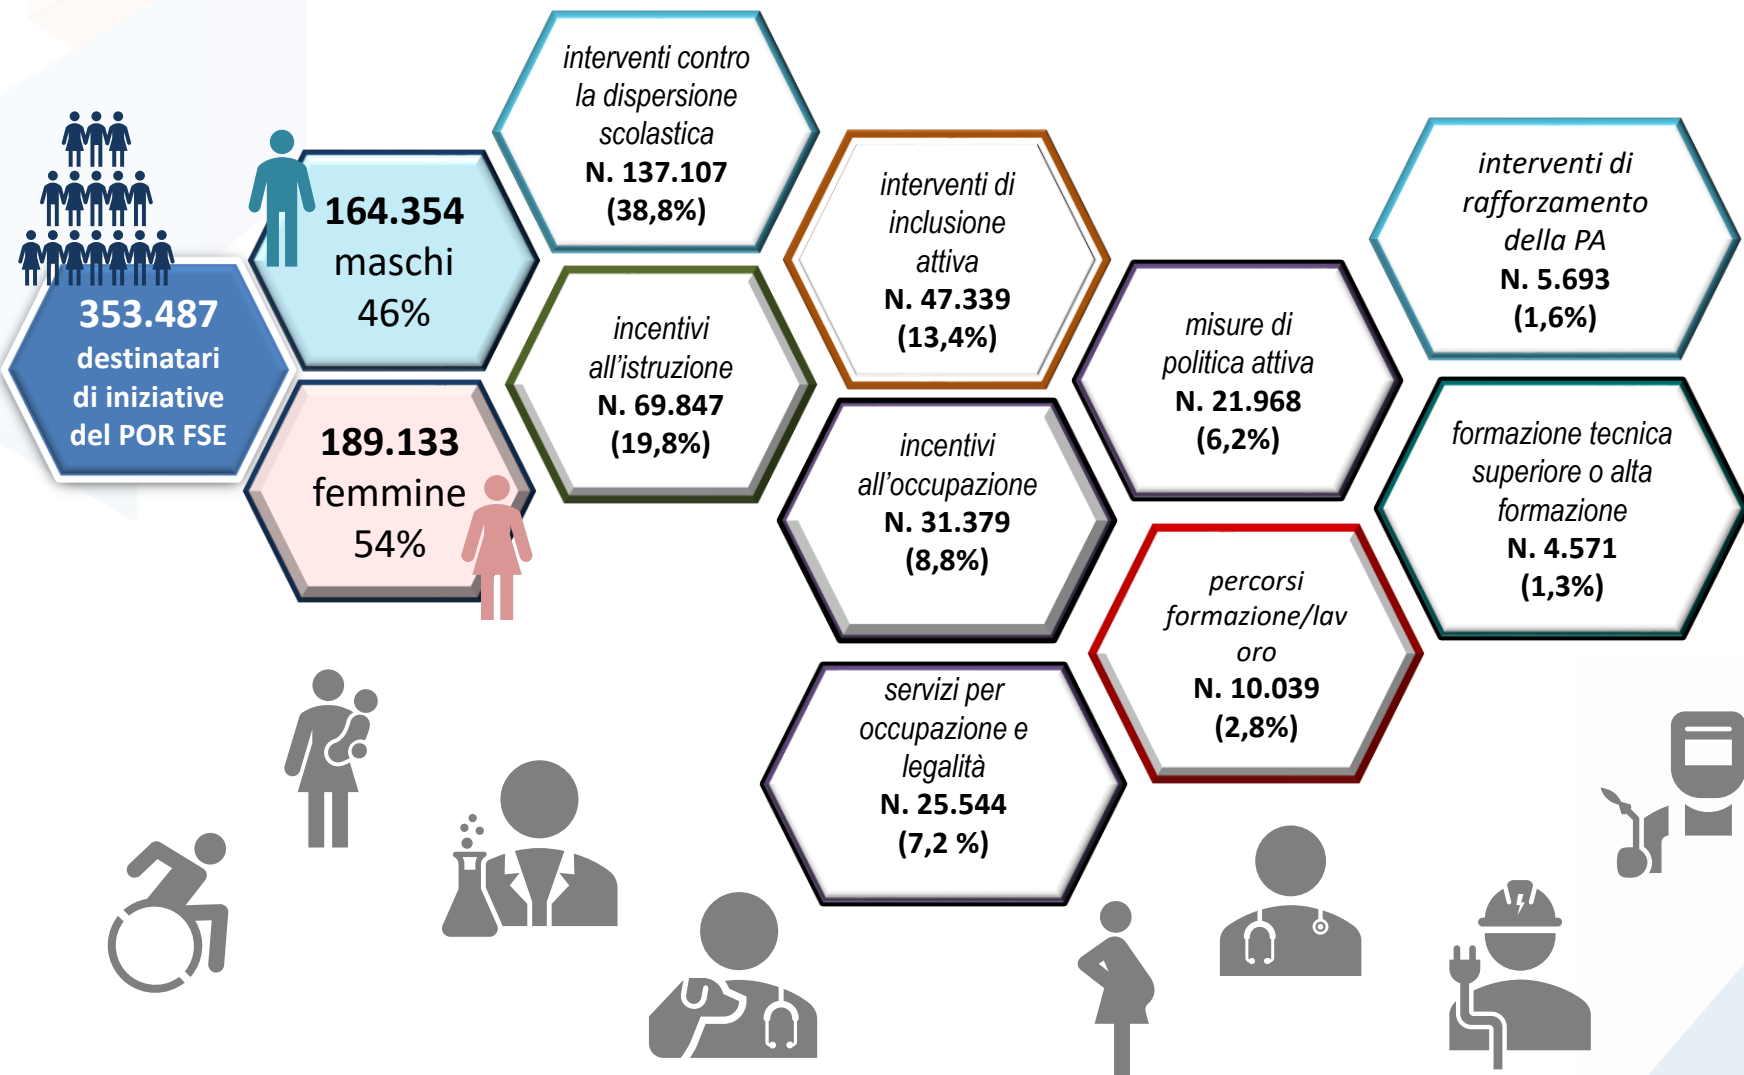 353.487
destinatari
di iniziative
del POR FSE
164.354
maschi
46%
189.133
femmine
54%
interventi contro
la dispersione
scolastica
N. 137.107
(38,8%)
incentivi
all’istruzione
N. 69.847
(19,8%)
interventi di
inclusione
attiva
N. 47.339
(13,4%)
incentivi
all’occupazione
N. 31.379
(8,8%)
servizi per
occupazione e
legalità
N. 25.544
(7,2 %)
misure di
politica attiva
N. 21.968
(6,2%)
percorsi
formazione/lav
oro
N. 10.039
(2,8%)
interventi di
rafforzamento
della PA
N. 5.693
(1,6%)
formazione tecnica
superiore o alta
formazione
N. 4.571
(1,3%)